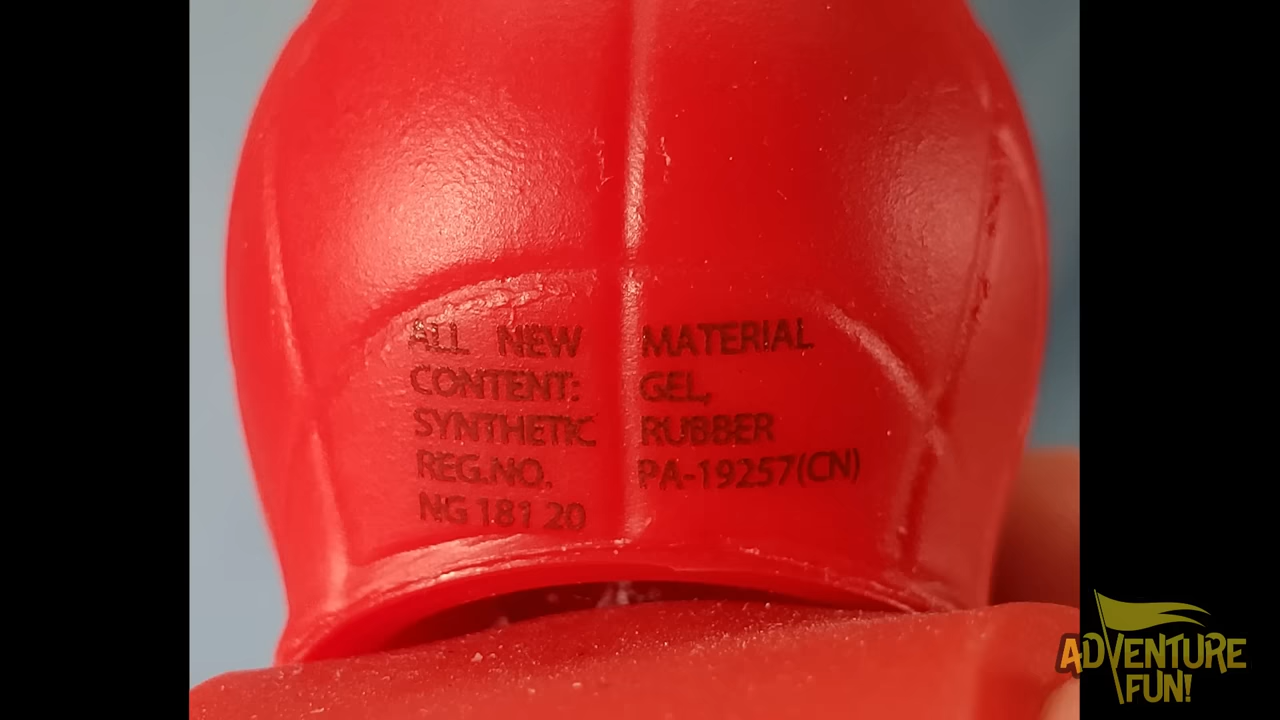 ALL NEW MATERIAL
CONTENT: GEL,
SYNTHETIC RUBBER
REG.NO. PA-19257(CN)
NG 181 20
ADVENTURE
FUN!